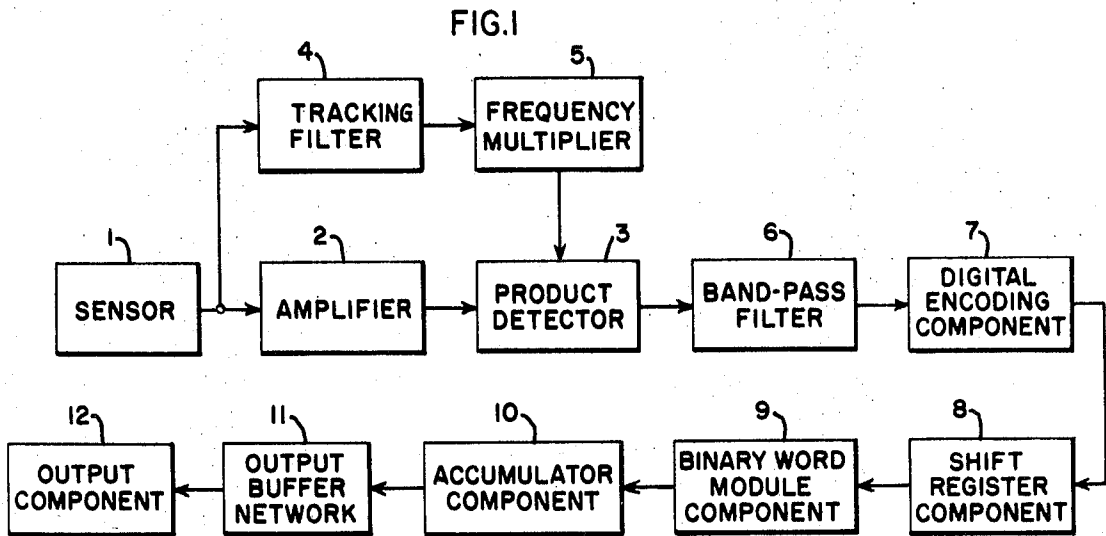 FIG.1
4
5
TRACKING
FILTER
FREQUENCY
MULTIPLIER
1
2
3
6
7
SENSOR
AMPLIFIER
PRODUCT
DETECTOR
BAND-PASS
FILTER
DIGITAL
ENCODING
COMPONENT
12
11
10
9
8
OUTPUT
COMPONENT
OUTPUT
BUFFER
NETWORK
ACCUMULATOR
COMPONENT
BINARY WORD
MODULE
COMPONENT
SHIFT
REGISTER
COMPONENT